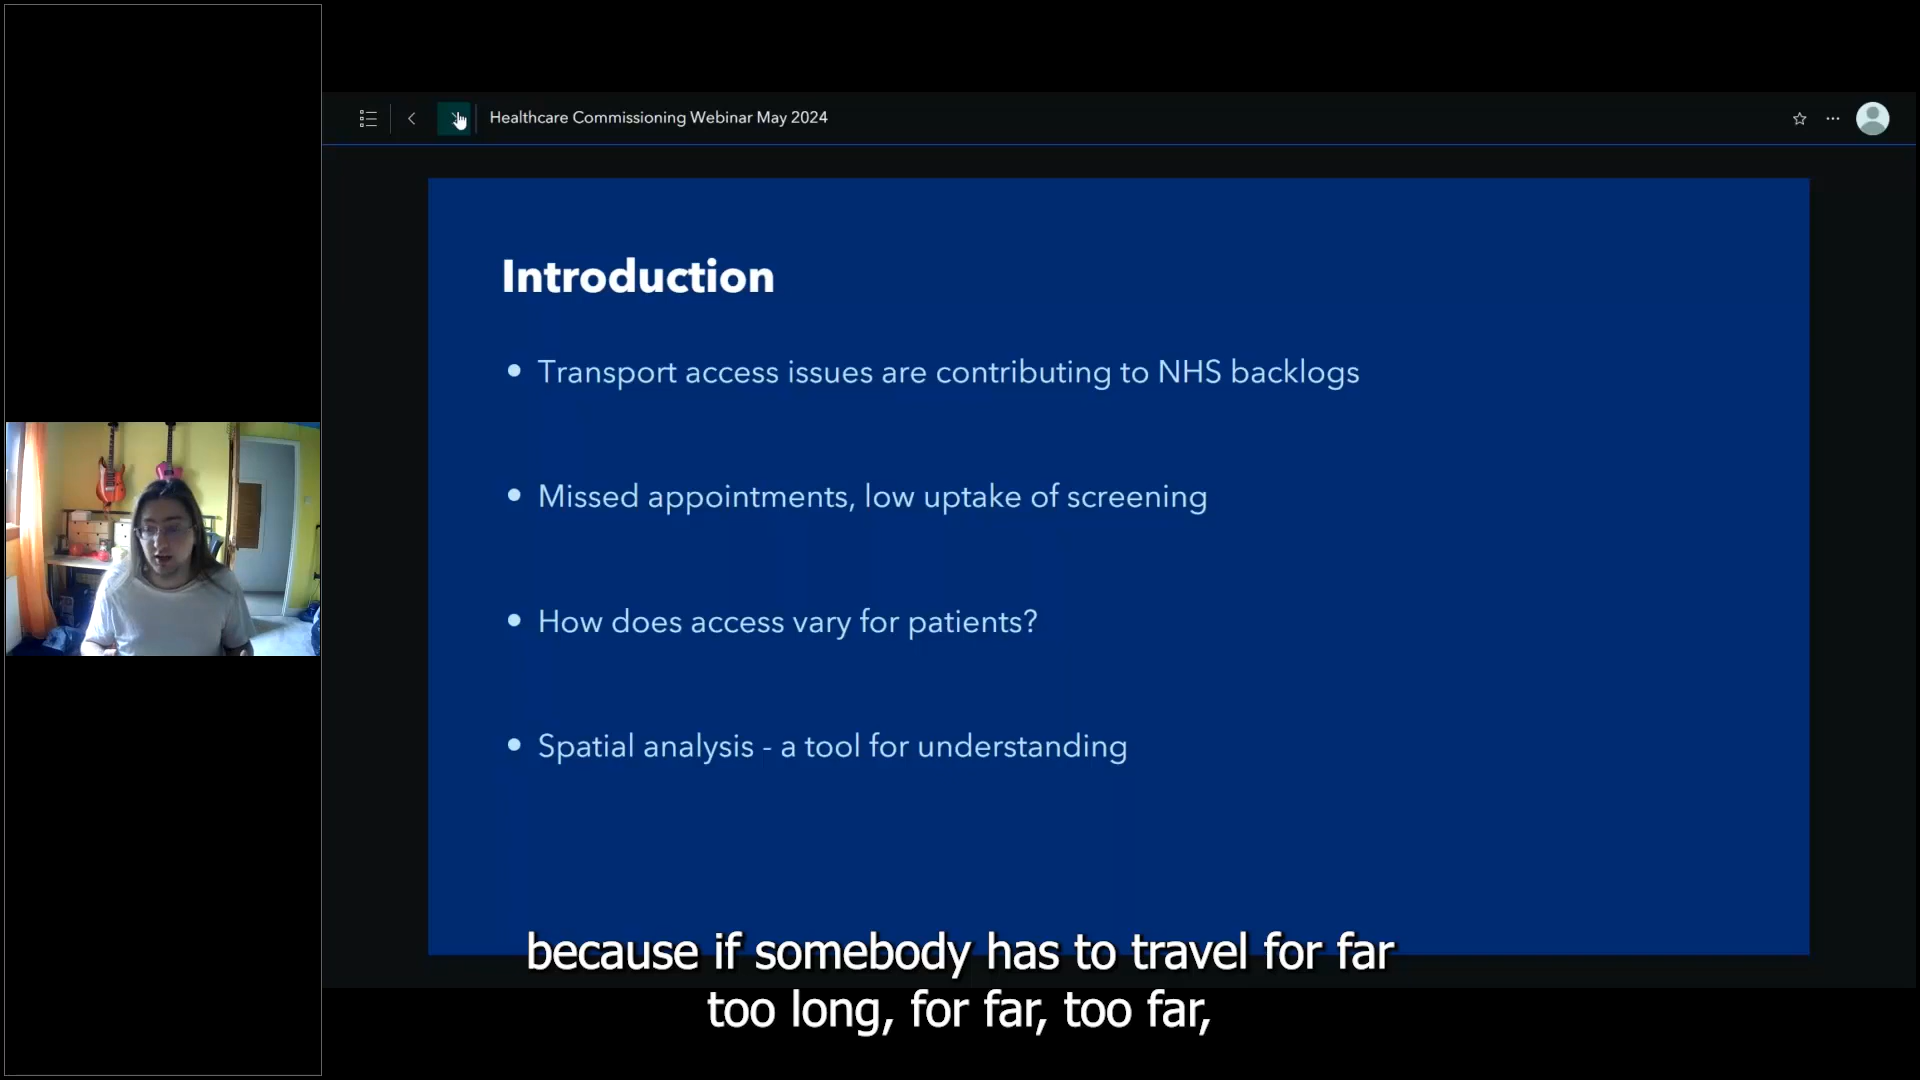 Healthcare Commissioning Webinar May 2024
Introduction
• Transport access issues are contributing to NHS backlogs
• Missed appointments, low uptake of screening
• How does access vary for patients?
• Spatial analysis - a tool for understanding
because if somebody has to travel for far
too long, for far, too far,